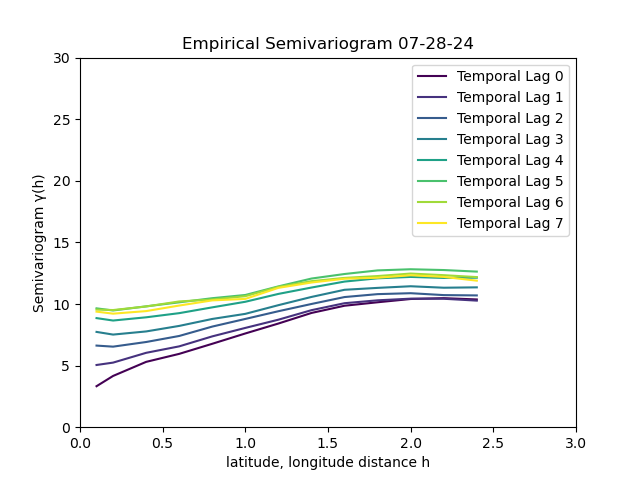 Empirical Semivariogram 07-28-24
Semivariogram γ(h)
30
25
20
15
10
5
0
0.0 0.5 1.0 1.5 2.0 2.5 3.0
latitude, longitude distance h
Temporal Lag 0
Temporal Lag 1
Temporal Lag 2
Temporal Lag 3
Temporal Lag 4
Temporal Lag 5
Temporal Lag 6
Temporal Lag 7